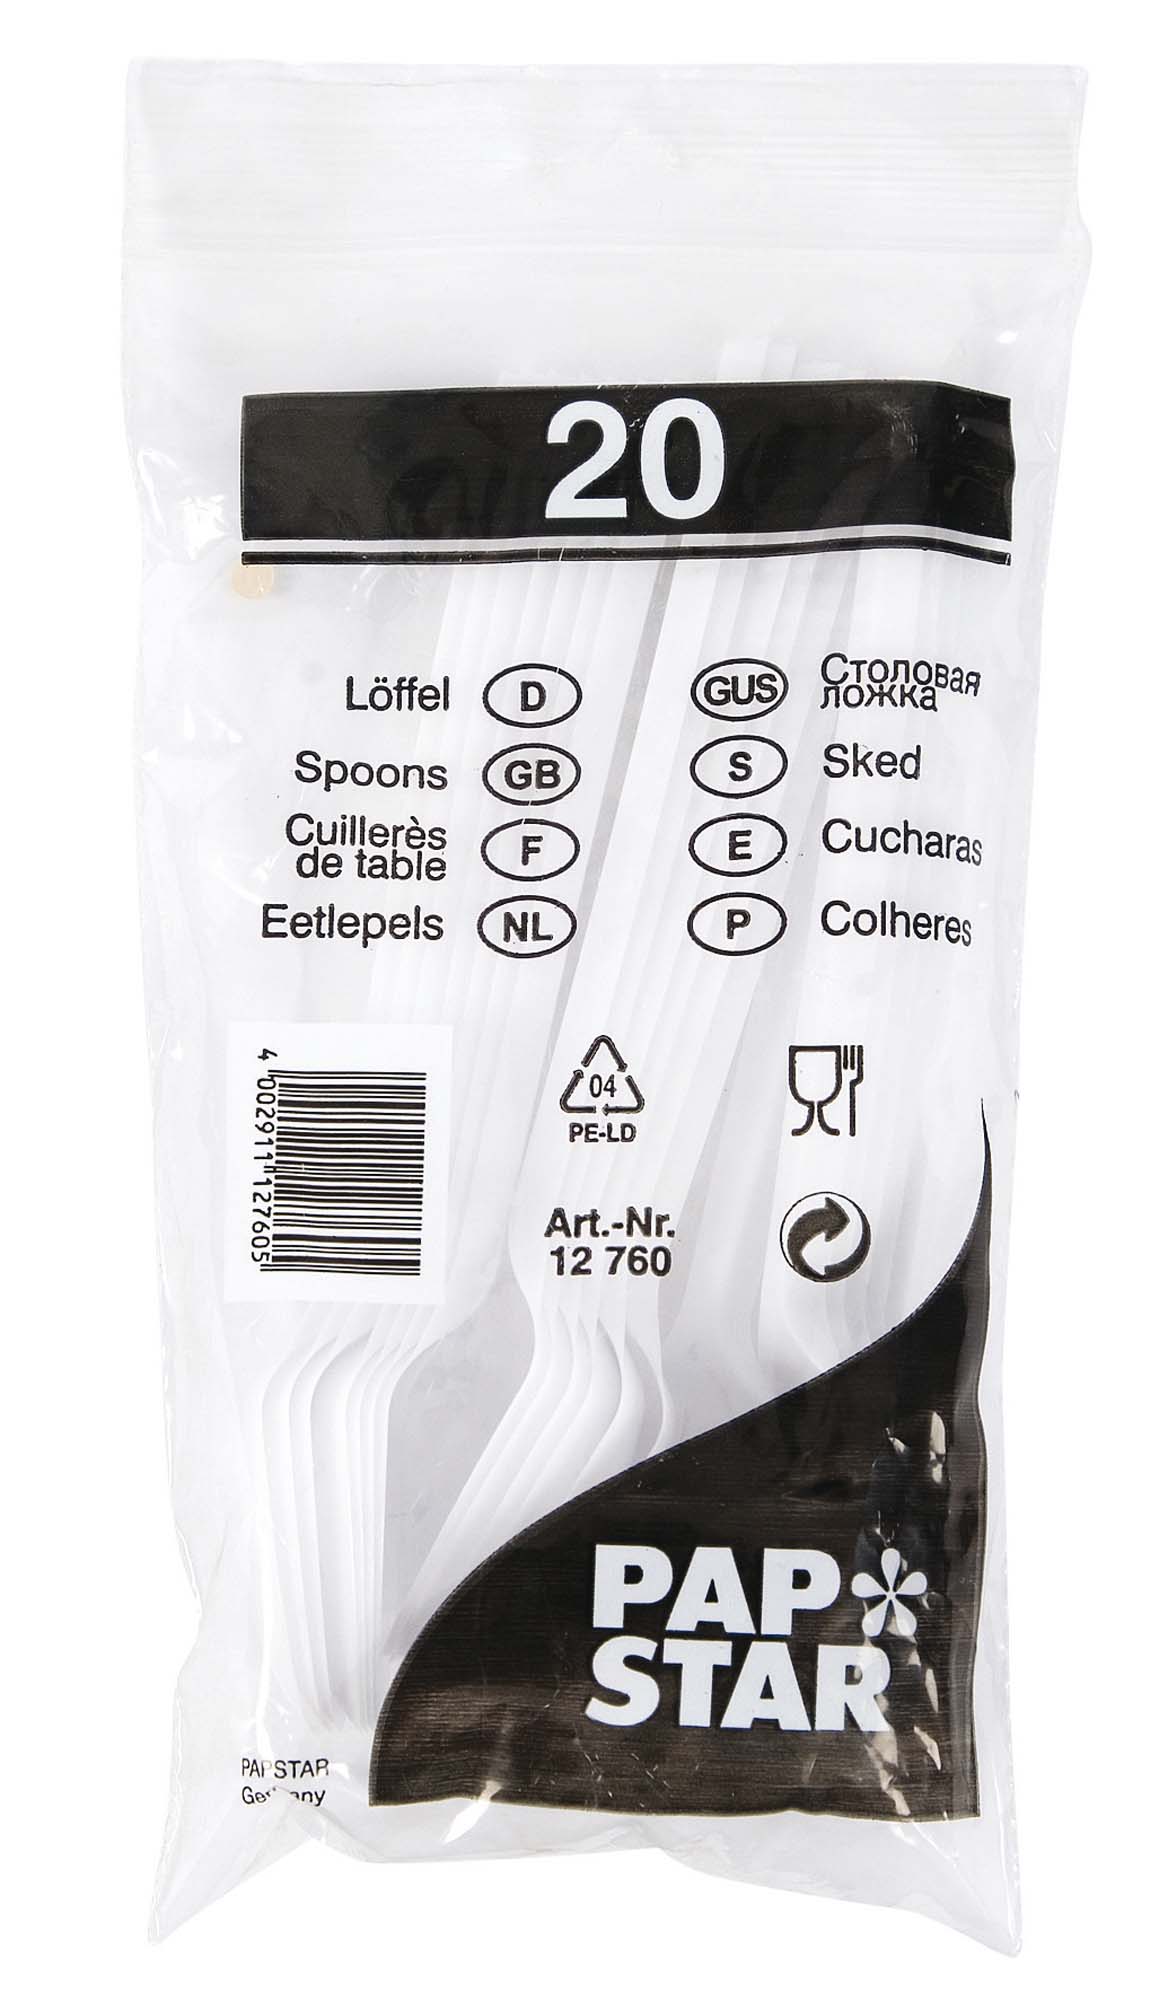 20
Löffel D
Spoons GB
Cuillerès
de table F
Eetlepels NL
GUS Столовая
ложка
S Sked
E Cucharas
P Colheres
4 002911 127605
04
PE-LD
Art.-Nr.
12 760
PAP
STAR
PAPSTAR
Germany